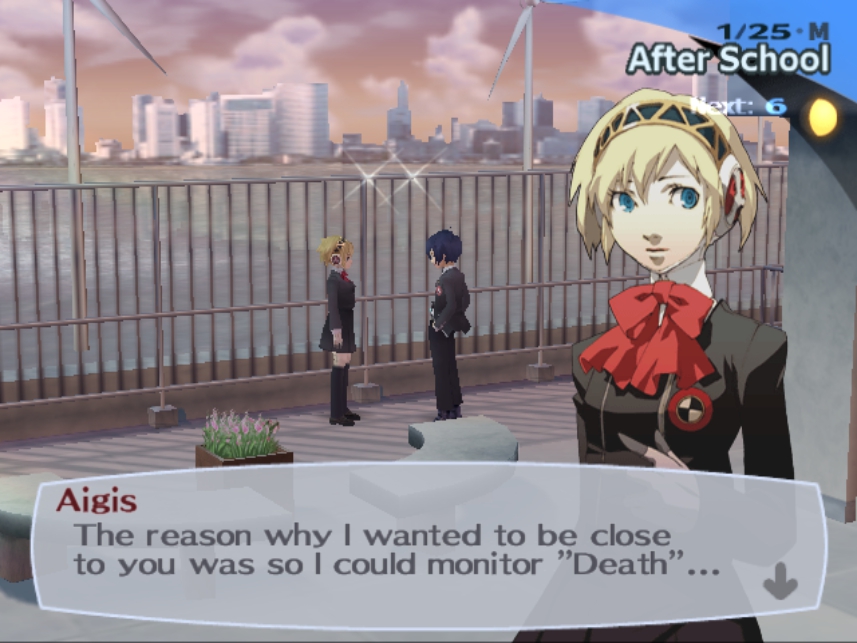 1/25・M
After School
Next: 6
Aigis
The reason why I wanted to be close
to you was so I could monitor "Death"...